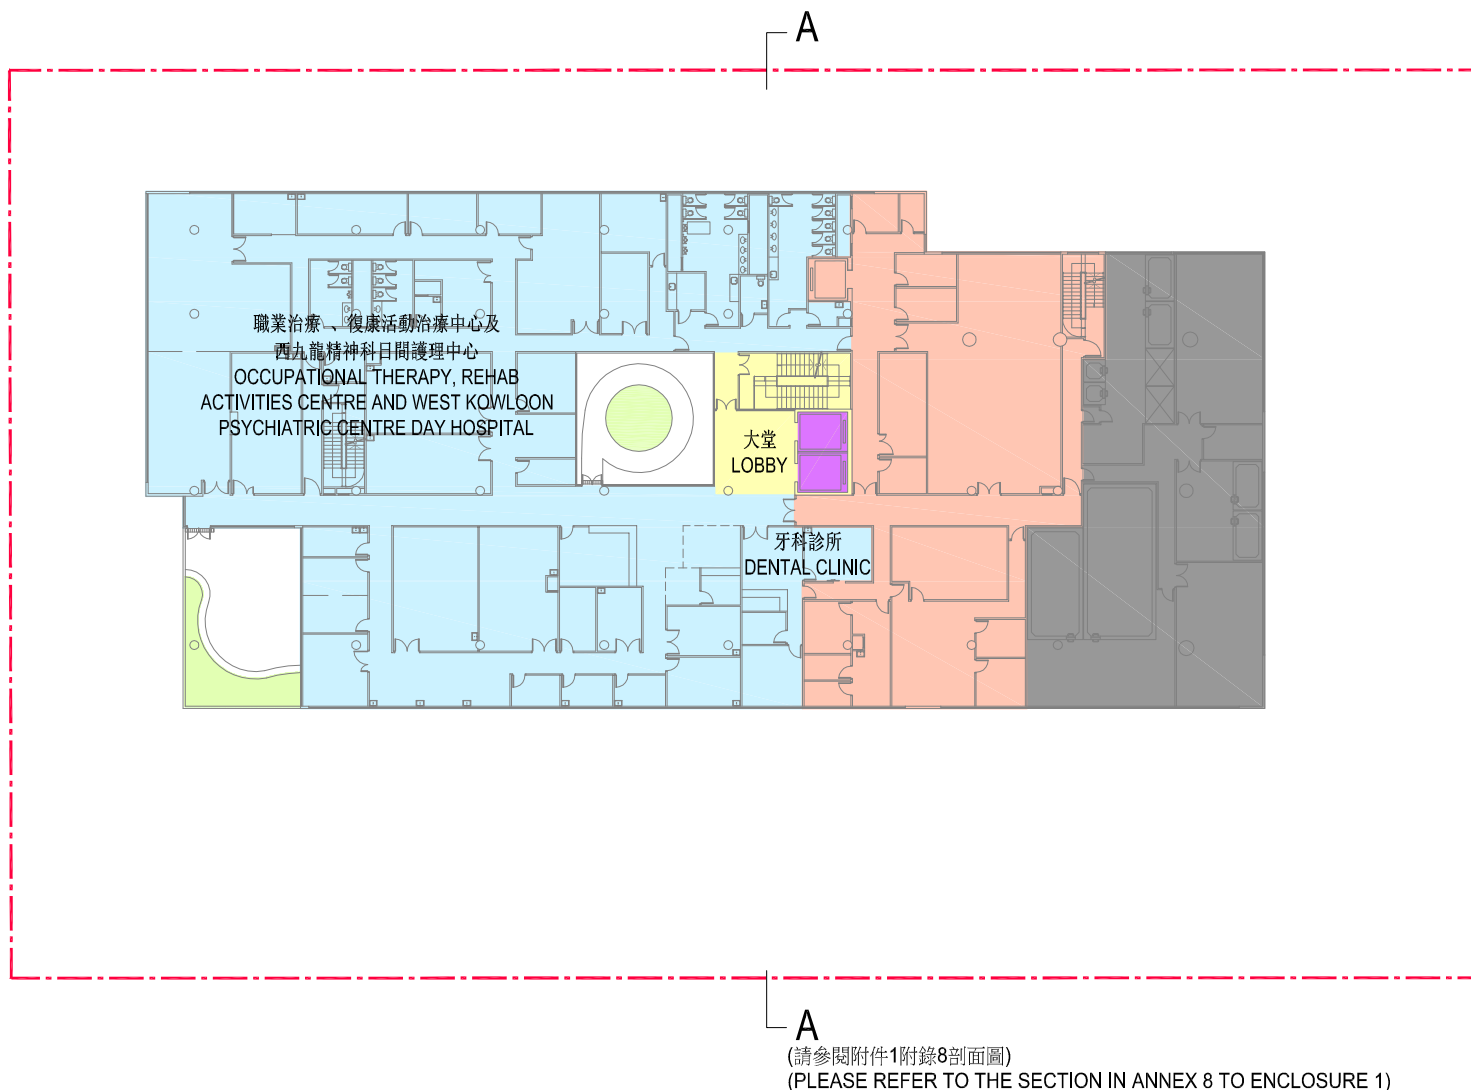 A
職業治療、復康活動治療中心及
西九龍精神科日間護理中心
OCCUPATIONAL THERAPY, REHAB
ACTIVITIES CENTRE AND WEST KOWLOON
PSYCHIATRIC CENTRE DAY HOSPITAL
大堂
LOBBY
牙科診所
DENTAL CLINIC
A
(請參閱附件1附錄8剖面圖)
(PLEASE REFER TO THE SECTION IN ANNEX 8 TO ENCLOSURE 1)